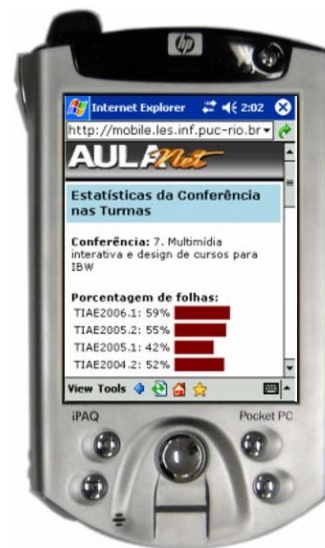 hp
Internet Explorer 2:02
http://mobile.les.inf.puc-rio.br
AULANet
Estatísticas da Conferência
nas Turmas
Conferência: 7. Multimídia
interativa e design de cursos para
IBW
Porcentagem de folhas:
TIAE2006.1: 59%
TIAE2005.2: 55%
TIAE2005.1: 42%
TIAE2004.2: 52%
View Tools
iPAQ Pocket PC